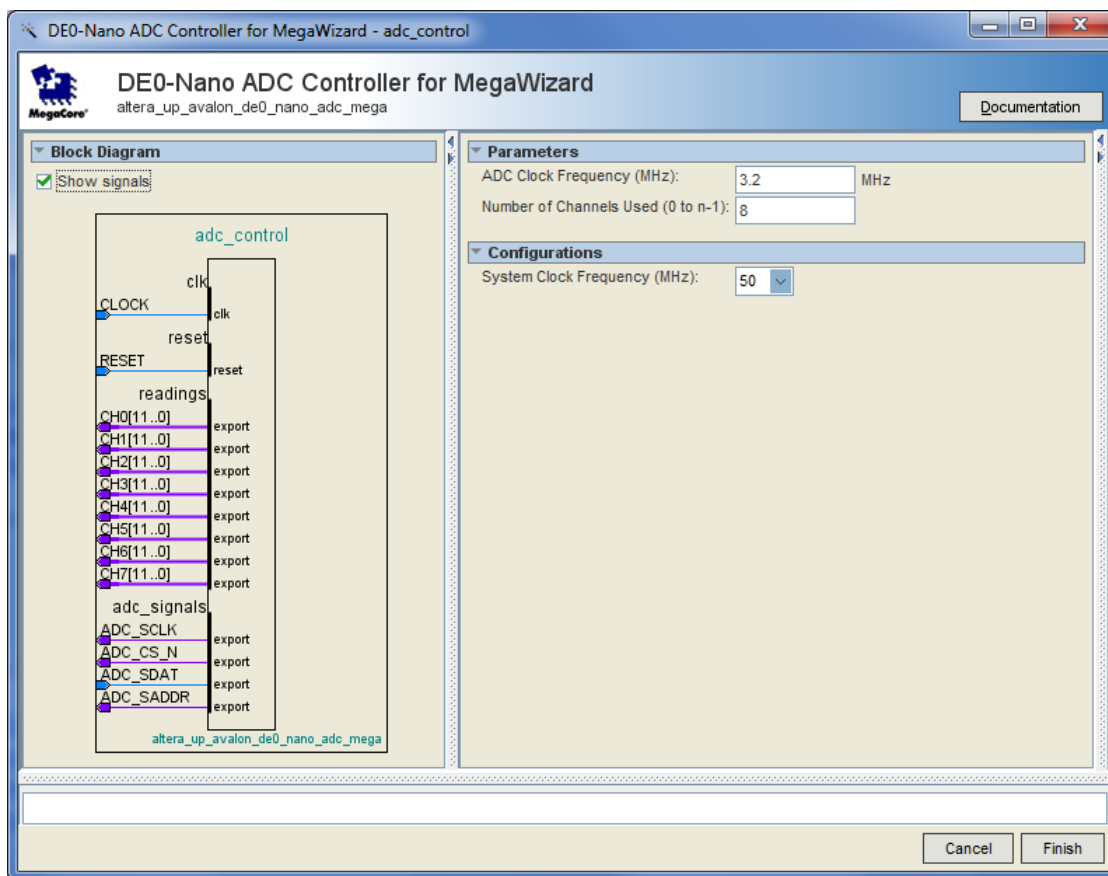 DE0-Nano ADC Controller for MegaWizard - adc_control
DE0-Nano ADC Controller for MegaWizard
altera_up_avalon_de0_nano_adc_mega
MegaCore®
Documentation
Block Diagram
Show signals
adc_control
clk
CLOCK
clk
reset
RESET
reset
readings
CH0[11..0]
export
CH1[11..0]
export
CH2[11..0]
export
CH3[11..0]
export
CH4[11..0]
export
CH5[11..0]
export
CH6[11..0]
export
CH7[11..0]
export
adc_signals
ADC_SCLK
export
ADC_CS_N
export
ADC_SDAT
export
ADC_SADDR
export
altera_up_avalon_de0_nano_adc_mega
Parameters
ADC Clock Frequency (MHz): 3.2 MHz
Number of Channels Used (0 to n-1): 8
Configurations
System Clock Frequency (MHz): 50
Cancel Finish